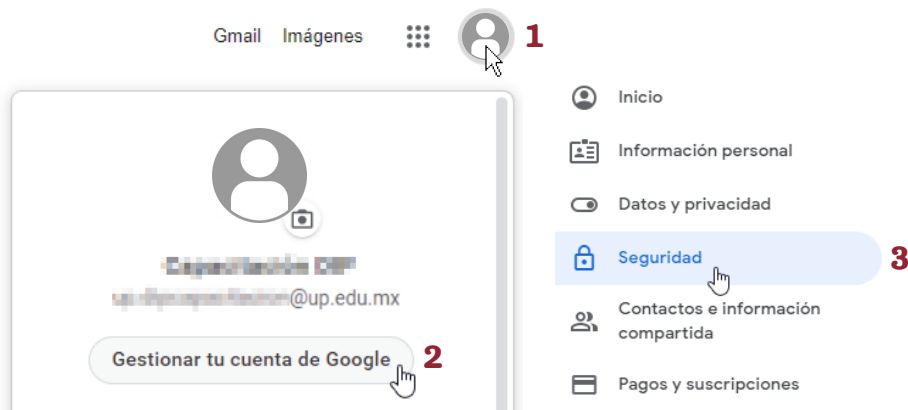 Gmail Imágenes 1
@up.edu.mx
Gestionar tu cuenta de Google 2
Inicio
Información personal
Datos y privacidad
Seguridad 3
Contactos e información
compartida
Pagos y suscripciones